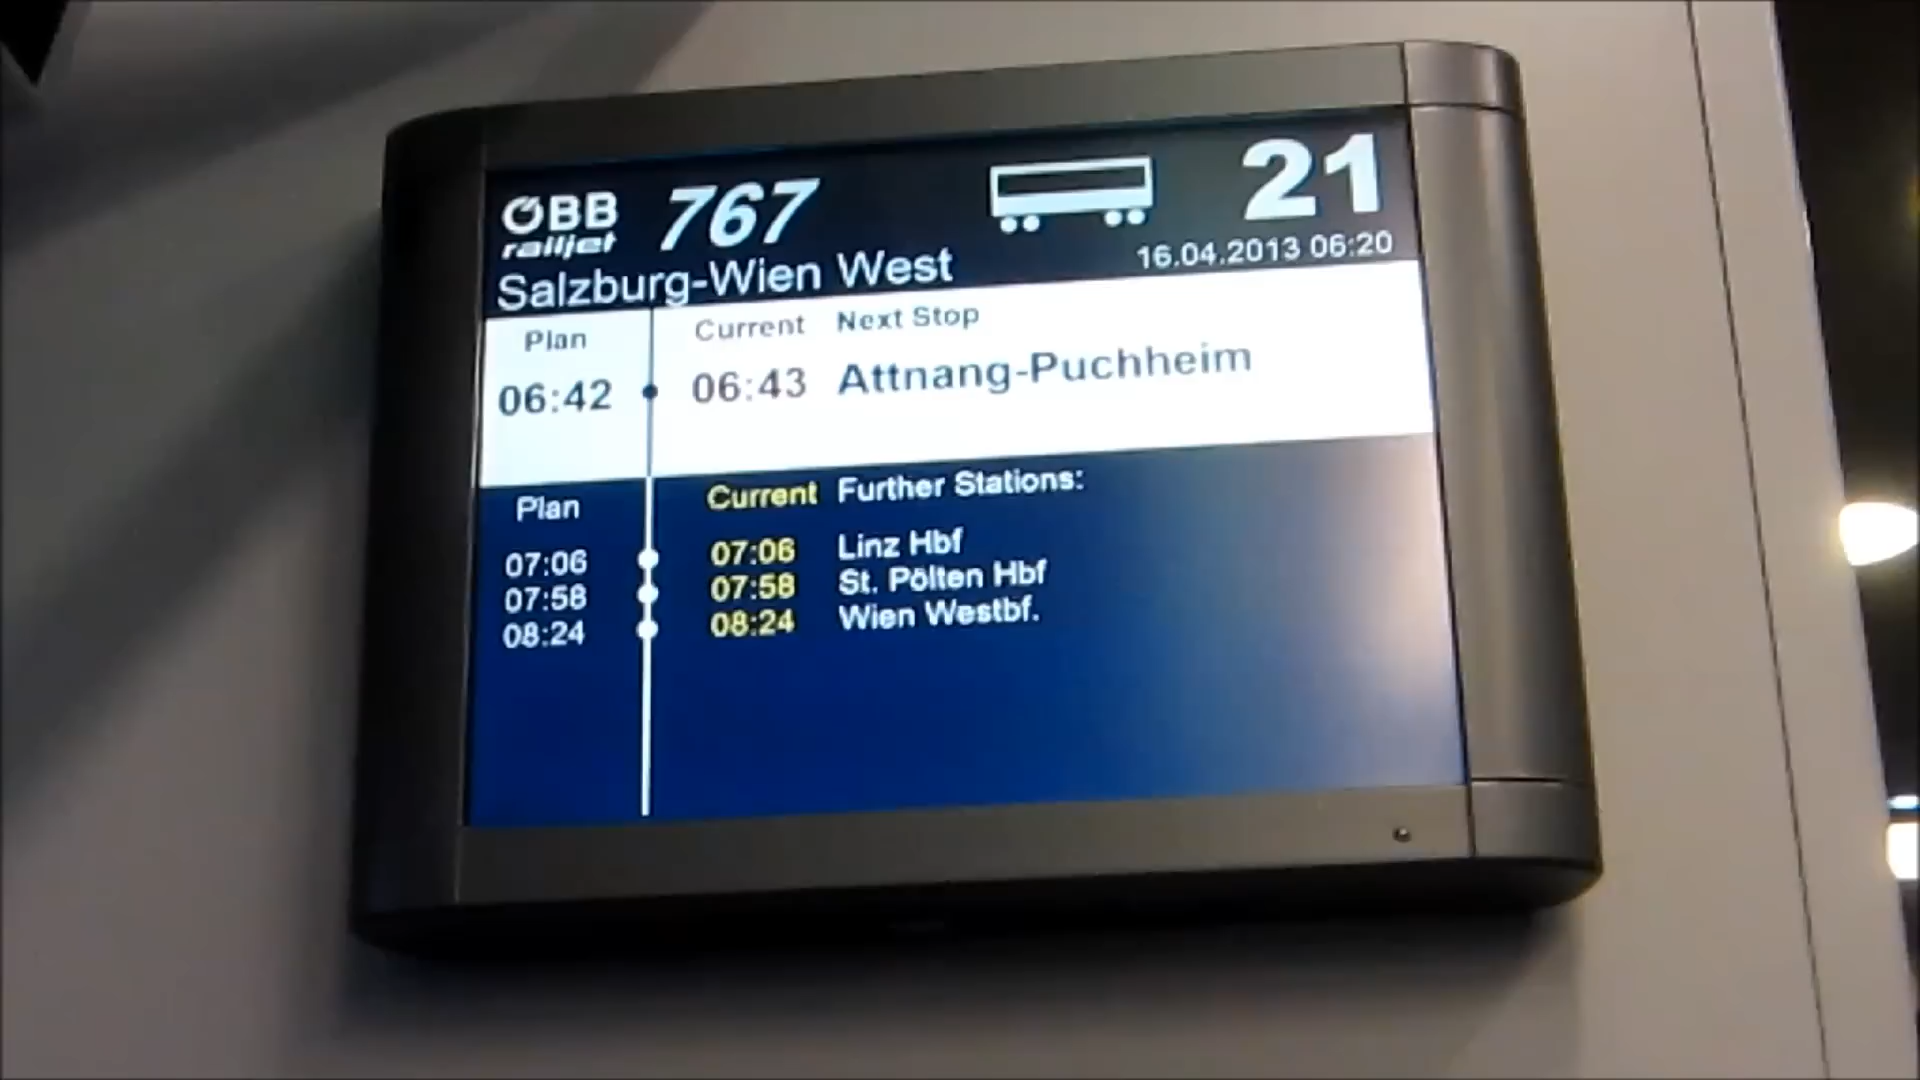 ÖBB 767 21
railjet
Salzburg-Wien West 16.04.2013 06:20
Plan Current Next Stop
06:42 06:43 Attnang-Puchheim
Plan Current Further Stations:
07:06 07:06 Linz Hbf
07:58 07:58 St. Pölten Hbf
08:24 08:24 Wien Westbf.